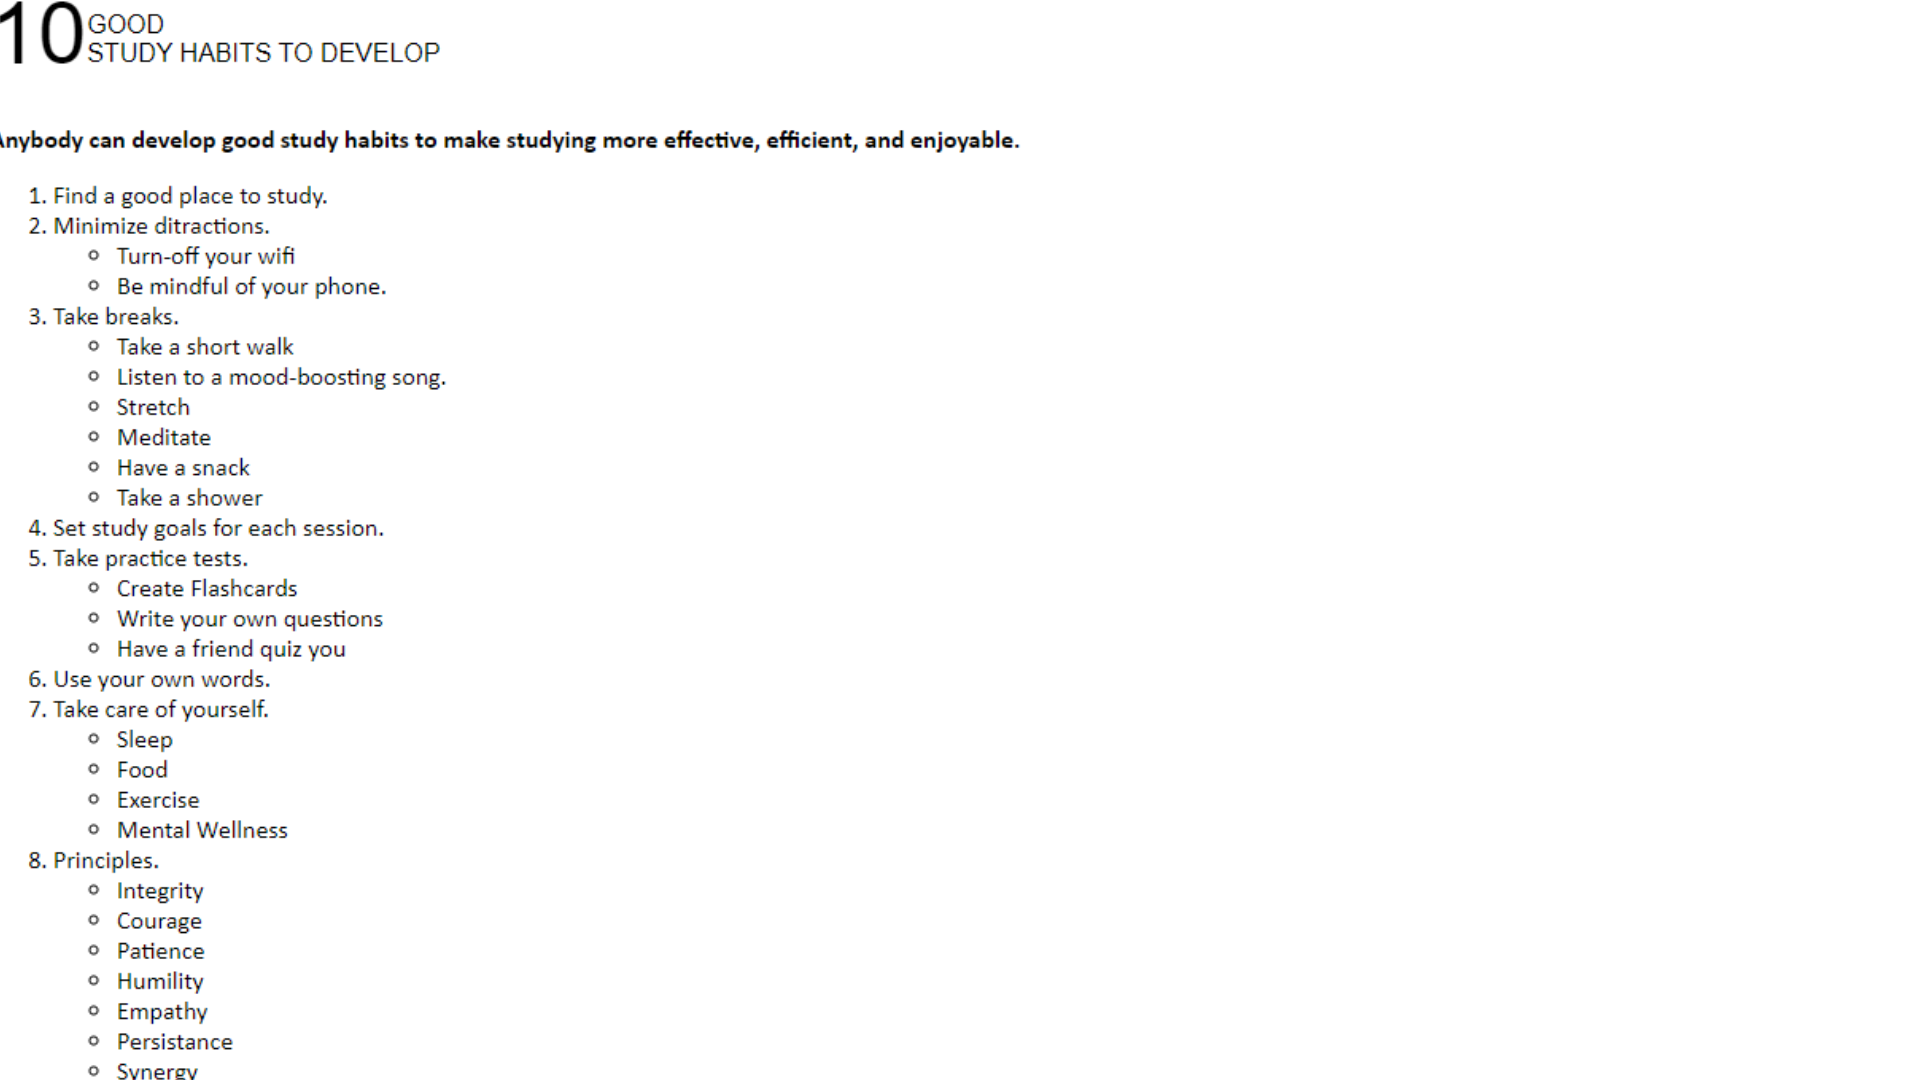 10 GOOD
STUDY HABITS TO DEVELOP
Anybody can develop good study habits to make studying more effective, efficient, and enjoyable.
1. Find a good place to study.
2. Minimize ditractions.
Turn-off your wifi
Be mindful of your phone.
3. Take breaks.
Take a short walk
Listen to a mood-boosting song.
Stretch
Meditate
Have a snack
Take a shower
4. Set study goals for each session.
5. Take practice tests.
Create Flashcards
Write your own questions
Have a friend quiz you
6. Use your own words.
7. Take care of yourself.
Sleep
Food
Exercise
Mental Wellness
8. Principles.
Integrity
Courage
Patience
Humility
Empathy
Persistance
Synergy